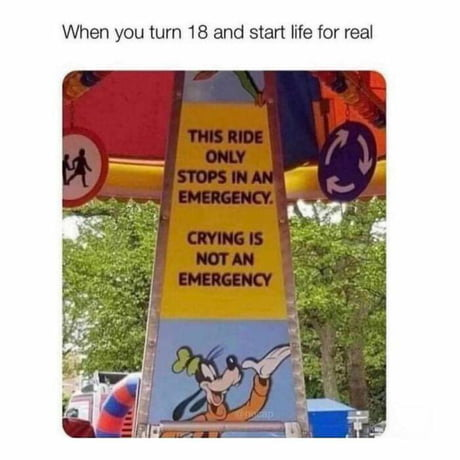 When you turn 18 and start life for real
THIS RIDE
ONLY
STOPS IN AN
EMERGENCY.
CRYING IS
NOT AN
EMERGENCY